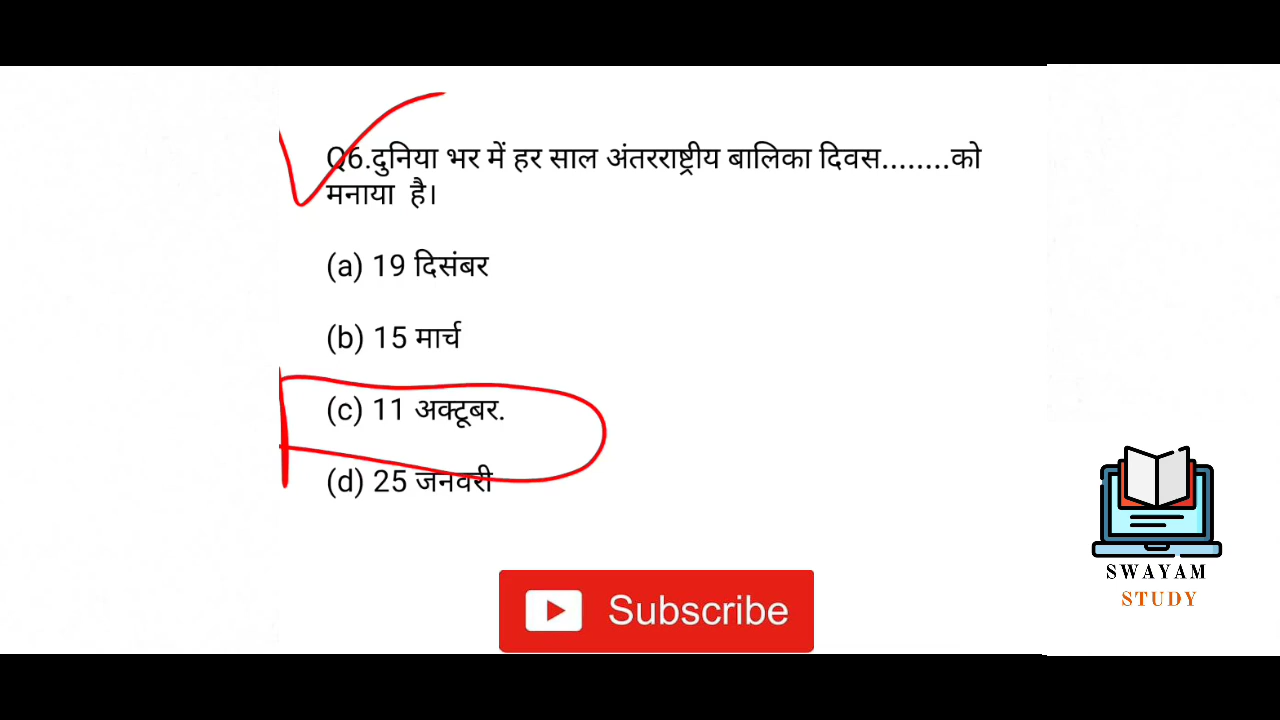 Q6.दुनिया भर में हर साल अंतरराष्ट्रीय बालिका दिवस........को
मनाया है।
(a) 19 दिसंबर
(b) 15 मार्च
(c) 11 अक्टूबर.
(d) 25 जनवरी
SWAYAM
STUDY
Subscribe